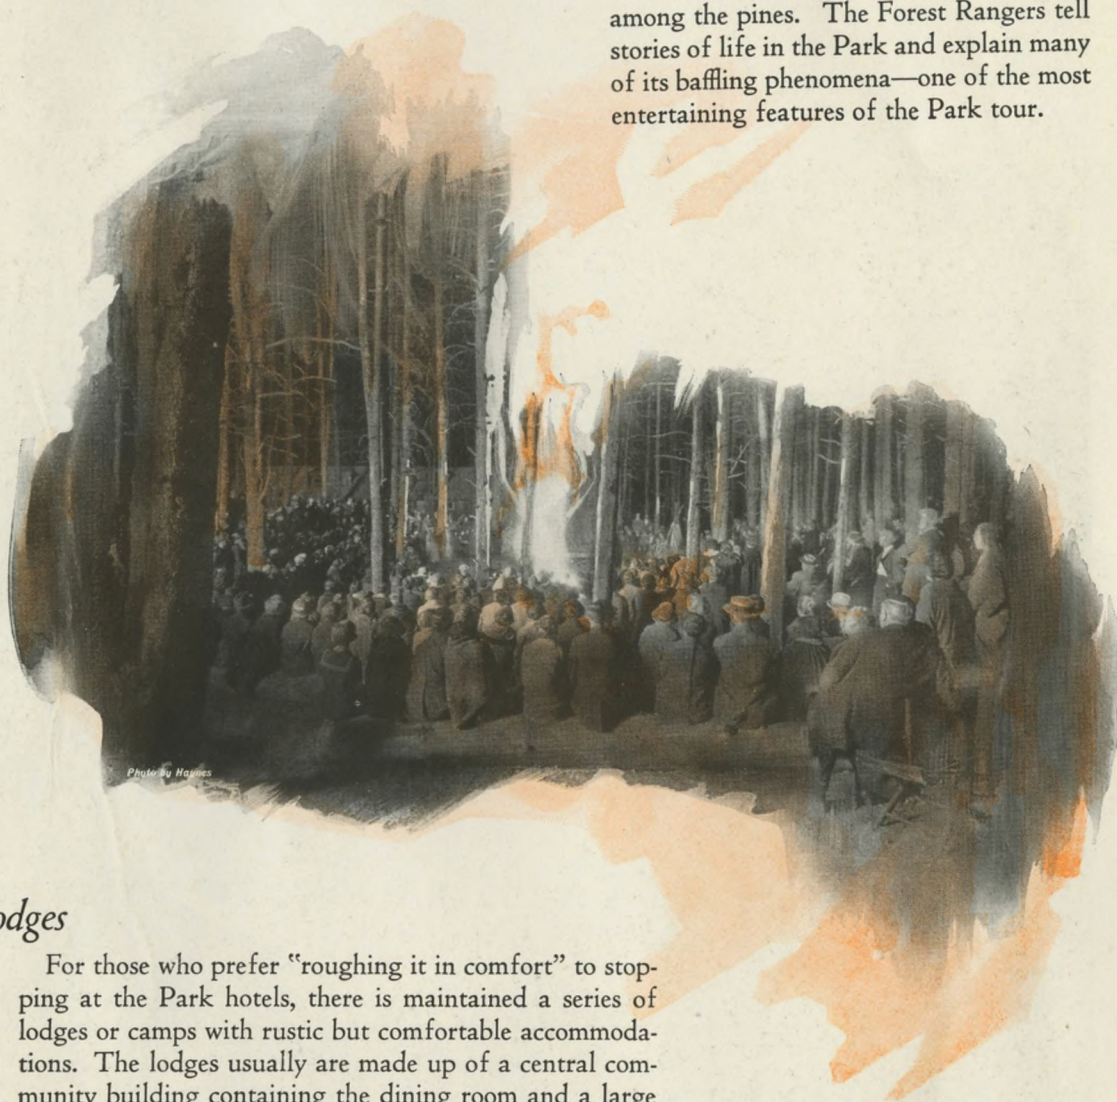 among the pines. The Forest Rangers tell
stories of life in the Park and explain many
of its baffling phenomena—one of the most
entertaining features of the Park tour.
Photo by Haynes
odges
For those who prefer "roughing it in comfort” to stop-
ping at the Park hotels, there is maintained a series of
lodges or camps with rustic but comfortable accommoda-
tions. The lodges usually are made up of a central com-
munity building containing the dining room and a large